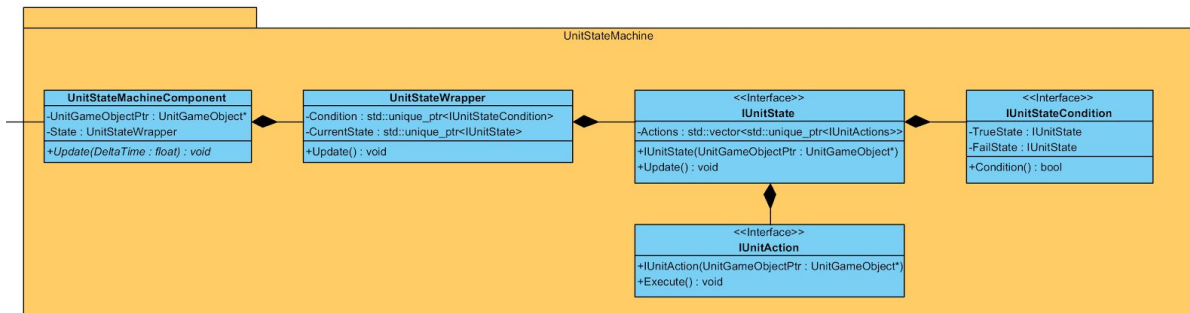 UnitStateMachine
UnitStateMachineComponent
-UnitGameObjectPtr : UnitGameObject*
-State : UnitStateWrapper
+Update(DeltaTime : float) : void
UnitStateWrapper
-Condition : std::unique_ptr<IUnitStateCondition>
-CurrentState : std::unique_ptr<IUnitState>
+Update() : void
<<Interface>>
IUnitState
-Actions : std::vector<std::unique_ptr<IUnitActions>>
+IUnitState(UnitGameObjectPtr : UnitGameObject*)
+Update() : void
<<Interface>>
IUnitStateCondition
-TrueState : IUnitState
-FailState : IUnitState
+Condition() : bool
<<Interface>>
IUnitAction
+IUnitAction(UnitGameObjectPtr : UnitGameObject*)
+Execute() : void